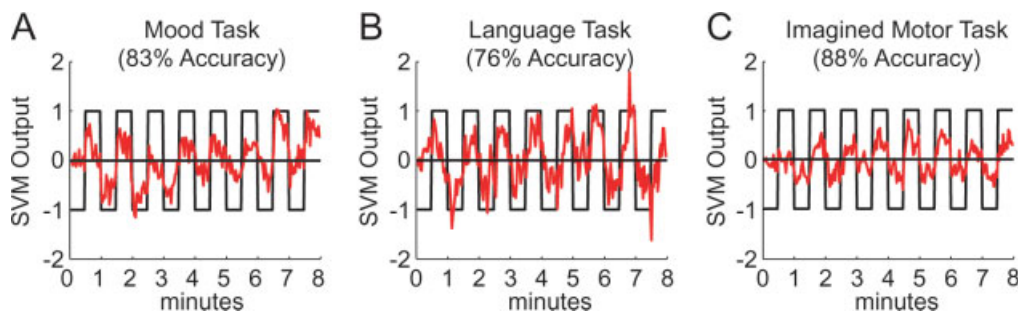 A Mood Task
(83% Accuracy)
2
1
0
-1
-2
SVM Output
0 1 2 3 4 5 6 7 8
minutes
B Language Task
(76% Accuracy)
2
1
0
-1
-2
SVM Output
0 1 2 3 4 5 6 7 8
minutes
C Imagined Motor Task
(88% Accuracy)
2
1
0
-1
-2
SVM Output
0 1 2 3 4 5 6 7 8
minutes